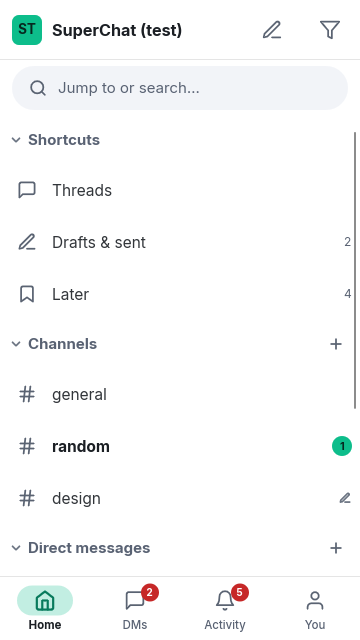 ST SuperChat (test)
Jump to or search...
Shortcuts
Threads
Drafts & sent 2
Later 4
Channels
general
random 1
design
Direct messages
2 5
Home DMs Activity You